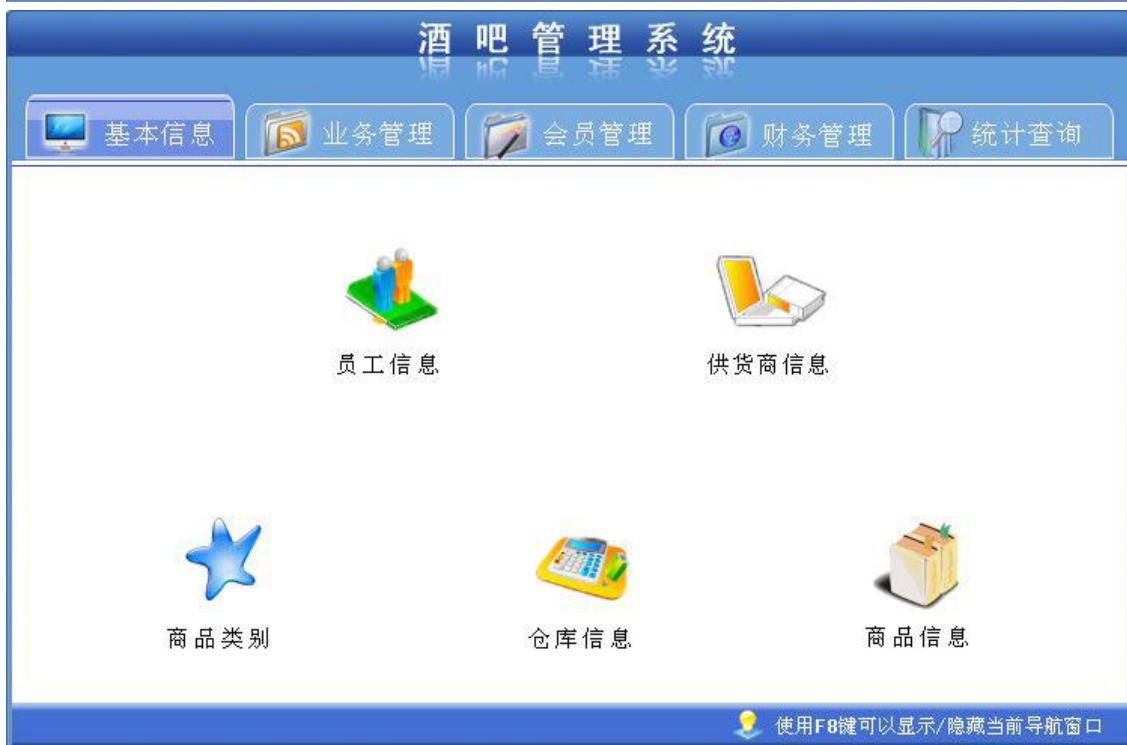 酒吧管理系统
基本信息 业务管理 会员管理 财务管理 统计查询
员工信息 供货商信息
商品类别 仓库信息 商品信息
使用F8键可以显示/隐藏当前导航窗口